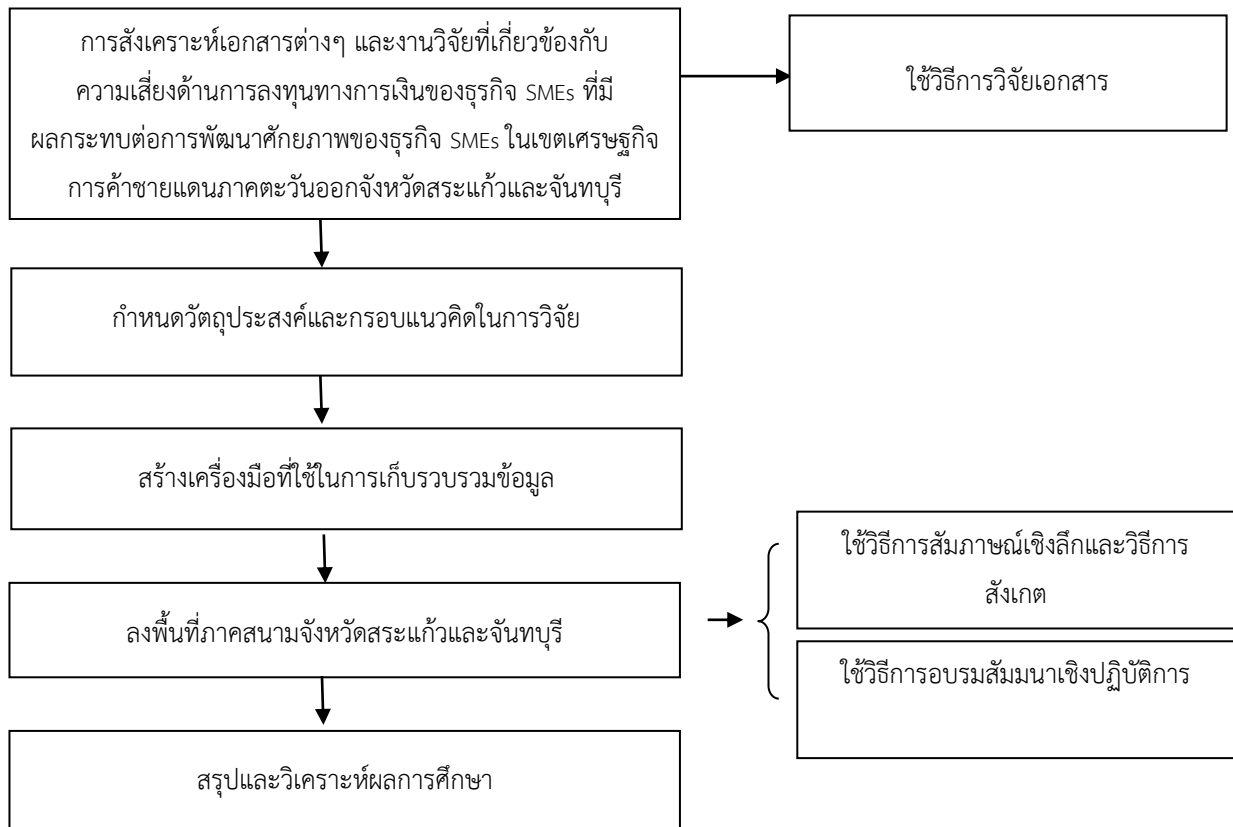 การสังเคราะห์เอกสารต่างๆ และงานวิจัยที่เกี่ยวข้องกับ
ความเสี่ยงด้านการลงทุนทางการเงินของธุรกิจ SMEs ที่มี
ผลกระทบต่อการพัฒนาศักยภาพของธุรกิจ SMEs ในเขตเศรษฐกิจ
การค้าชายแดนภาคตะวันออกจังหวัดสระแก้วและจันทบุรี
ใช้วิธีการวิจัยเอกสาร
กำหนดวัตถุประสงค์และกรอบแนวคิดในการวิจัย
สร้างเครื่องมือที่ใช้ในการเก็บรวบรวมข้อมูล
ลงพื้นที่ภาคสนามจังหวัดสระแก้วและจันทบุรี
ใช้วิธีการสัมภาษณ์เชิงลึกและวิธีการ
สังเกต
ใช้วิธีการอบรมสัมมนาเชิงปฏิบัติการ
สรุปและวิเคราะห์ผลการศึกษา